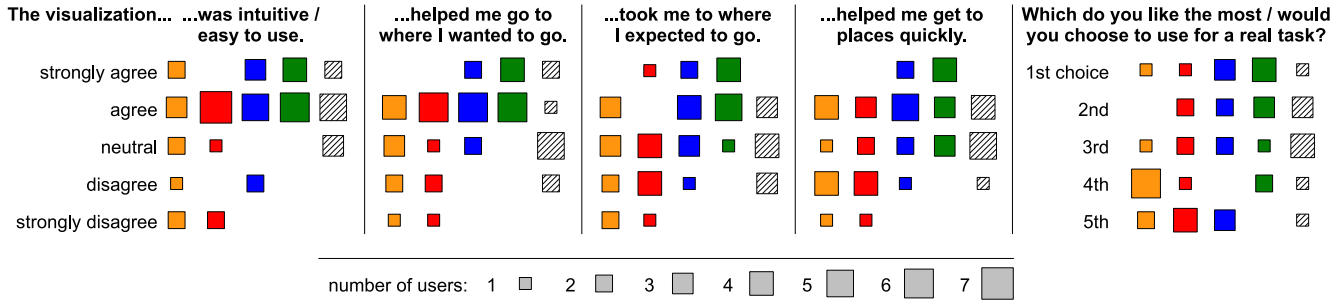 The visualization...
...was intuitive /
easy to use.
...helped me go to
where I wanted to go.
...took me to where
I expected to go.
...helped me get to
places quickly.
Which do you like the most / would
you choose to use for a real task?
strongly agree
agree
neutral
disagree
strongly disagree
1st choice
2nd
3rd
4th
5th
number of users: 1 2 3 4 5 6 7